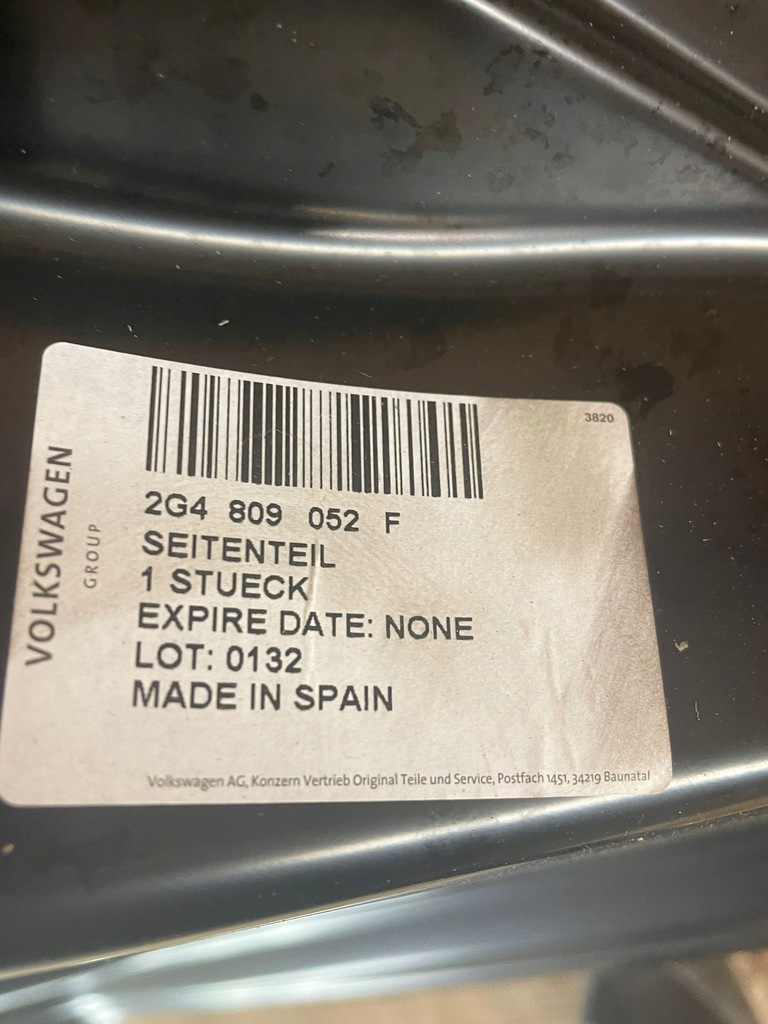 3820
VOLKSWAGEN
GROUP
2G4 809 052 F
SEITENTEIL
1 STUECK
EXPIRE DATE: NONE
LOT: 0132
MADE IN SPAIN
Volkswagen AG, Konzern Vertrieb Original Teile und Service, Postfach 1451, 34219 Baunatal